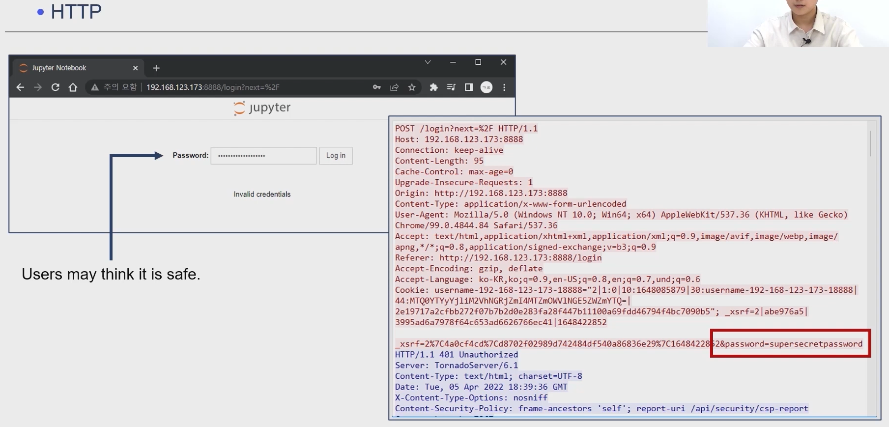 • HTTP
Jupyter Notebook
주의 요함 | 192.168.123.173:8888/login?next=%2F
jupyter
Password:
Log in
Invalid credentials
Users may think it is safe.
POST /login?next=%2F HTTP/1.1
Host: 192.168.123.173:8888
Connection: keep-alive
Content-Length: 95
Cache-Control: max-age=0
Upgrade-Insecure-Requests: 1
Origin: http://192.168.123.173:8888
Content-Type: application/x-www-form-urlencoded
User-Agent: Mozilla/5.0 (Windows NT 10.0; Win64; x64) AppleWebKit/537.36 (KHTML, like Gecko)
Chrome/99.0.4844.84 Safari/537.36
Accept: text/html,application/xhtml+xml,application/xml;q=0.9,image/avif,image/webp,image/
apng,*/*;q=0.8,application/signed-exchange;v=b3;q=0.9
Referer: http://192.168.123.173:8888/login
Accept-Encoding: gzip, deflate
Accept-Language: ko-KR,ko;q=0.9,en-US;q=0.8,en;q=0.7,und;q=0.6
Cookie: username-192-168-123-173-18888="2|1:0|10:1648085879|30:username-192-168-123-173-18888|
44:MTQ0YTYyYjliM2VhNGRjZmI4MTZmOWVlNGE5ZWZmYTQ=|
2e19717a2cfbb272f07b7b2d0e283fa28f447b11100a69fdd46794f4bc7090b5"; _xsrf=2|abe976a5|
3995ad6a7978f64c653ad6626766ec41|1648422852
_xsrf=2%7C4a0cf4cd%7Cd8702f02989d742484df540a86836e29%7C1648422852&password=supersecretpassword
HTTP/1.1 401 Unauthorized
Server: TornadoServer/6.1
Content-Type: text/html; charset=UTF-8
Date: Tue, 05 Apr 2022 18:39:36 GMT
X-Content-Type-Options: nosniff
Content-Security-Policy: frame-ancestors 'self'; report-uri /api/security/csp-report